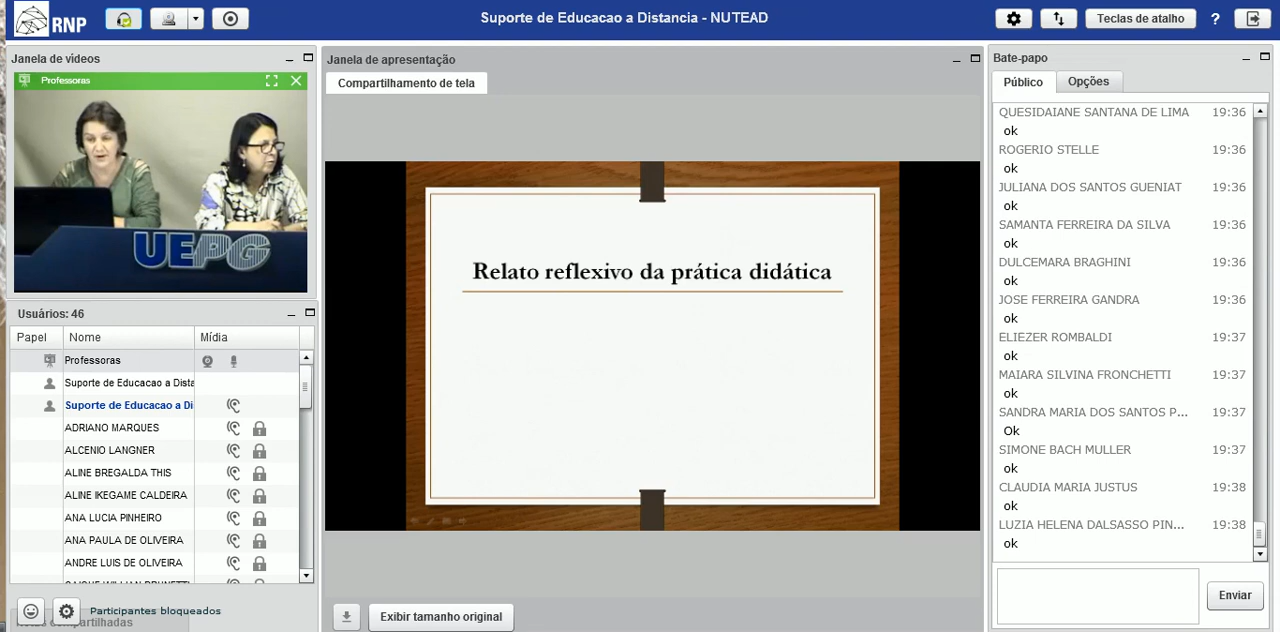 RNP
Suporte de Educacao a Distancia - NUTEAD
Teclas de atalho
?
Janela de vídeos
Professoras
UEPG
Usuários: 46
Papel Nome Mídia
Professoras
Suporte de Educacao a Dista
Suporte de Educacao a Di
ADRIANO MARQUES
ALCENIO LANGNER
ALINE BREGALDA THIS
ALINE IKEGAME CALDEIRA
ANA LUCIA PINHEIRO
ANA PAULA DE OLIVEIRA
ANDRE LUIS DE OLIVEIRA
Participantes bloqueados
Notas compartilhadas
Janela de apresentação
Compartilhamento de tela
Relato reflexivo da prática didática
Exibir tamanho original
Bate-papo
Público Opções
QUESIDAIANE SANTANA DE LIMA 19:36
ok
ROGERIO STELLE 19:36
ok
JULIANA DOS SANTOS GUENIAT 19:36
ok
SAMANTA FERREIRA DA SILVA 19:36
ok
DULCEMARA BRAGHINI 19:36
ok
JOSE FERREIRA GANDRA 19:36
ok
ELIEZER ROMBALDI 19:37
ok
MAIARA SILVINA FRONCHETTI 19:37
ok
SANDRA MARIA DOS SANTOS P... 19:37
Ok
SIMONE BACH MULLER 19:37
ok
CLAUDIA MARIA JUSTUS 19:38
ok
LUZIA HELENA DALSASSO PIN... 19:38
ok
Enviar